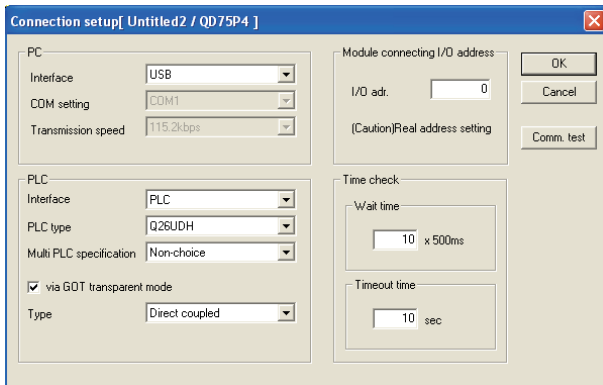 Connection setup[ Untitled2 / QD75P4 ]
PC
Interface USB
COM setting COM1
Transmission speed 115.2kbps
PLC
Interface PLC
PLC type Q26UDH
Multi PLC specification Non-choice
via GOT transparent mode
Type Direct coupled
Module connecting I/O address
I/O adr. 0
(Caution)Real address setting
Time check
Wait time
10 x 500ms
Timeout time
10 sec
OK
Cancel
Comm. test